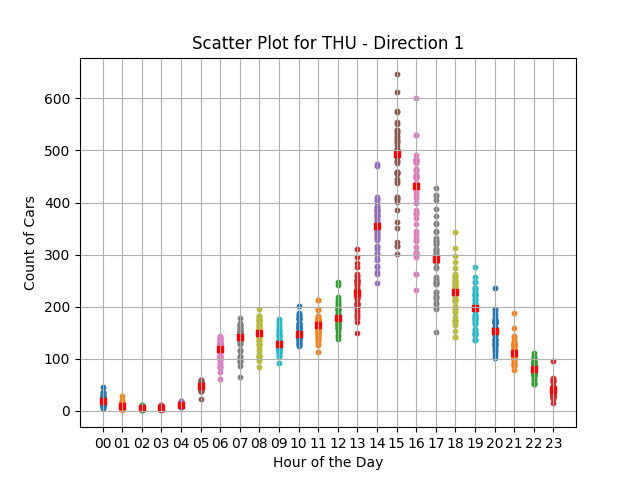 Scatter Plot for THU - Direction 1
600
500
400
300
200
100
0
Count of Cars
00 01 02 03 04 05 06 07 08 09 10 11 12 13 14 15 16 17 18 19 20 21 22 23
Hour of the Day